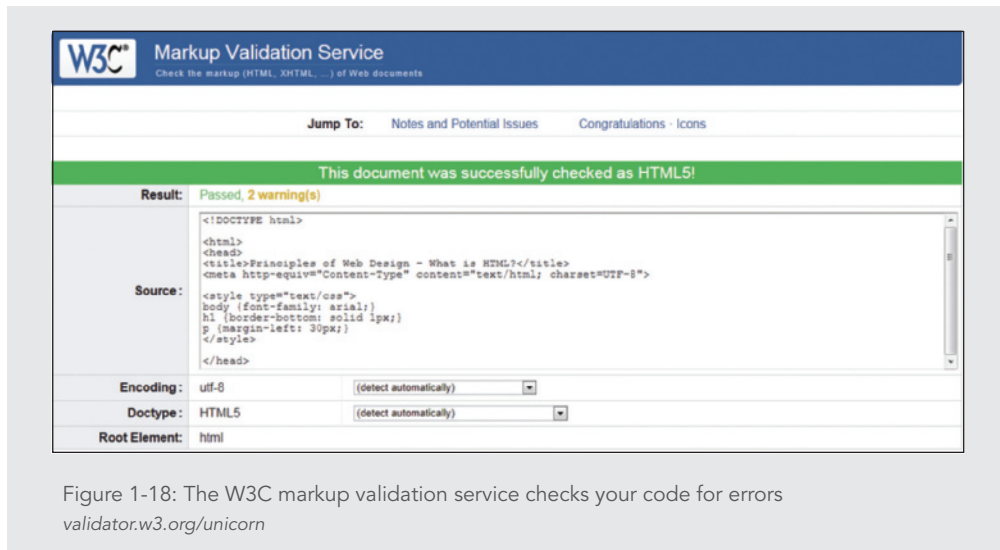 W3C®
Markup Validation Service
Check the markup (HTML, XHTML, ...) of Web documents
Jump To: Notes and Potential Issues Congratulations · Icons
This document was successfully checked as HTML5!
Result: Passed, 2 warning(s)
Source:
<!DOCTYPE html>
<html>
<head>
<title>Principles of Web Design - What is HTML?</title>
<meta http-equiv="Content-Type" content="text/html; charset=UTF-8">
<style type="text/css">
body {font-family: arial;}
h1 {border-bottom: solid 1px;}
p {margin-left: 30px;}
</style>
</head>
Encoding: utf-8 (detect automatically)
Doctype: HTML5 (detect automatically)
Root Element: html
Figure 1-18: The W3C markup validation service checks your code for errors
validator.w3.org/unicorn